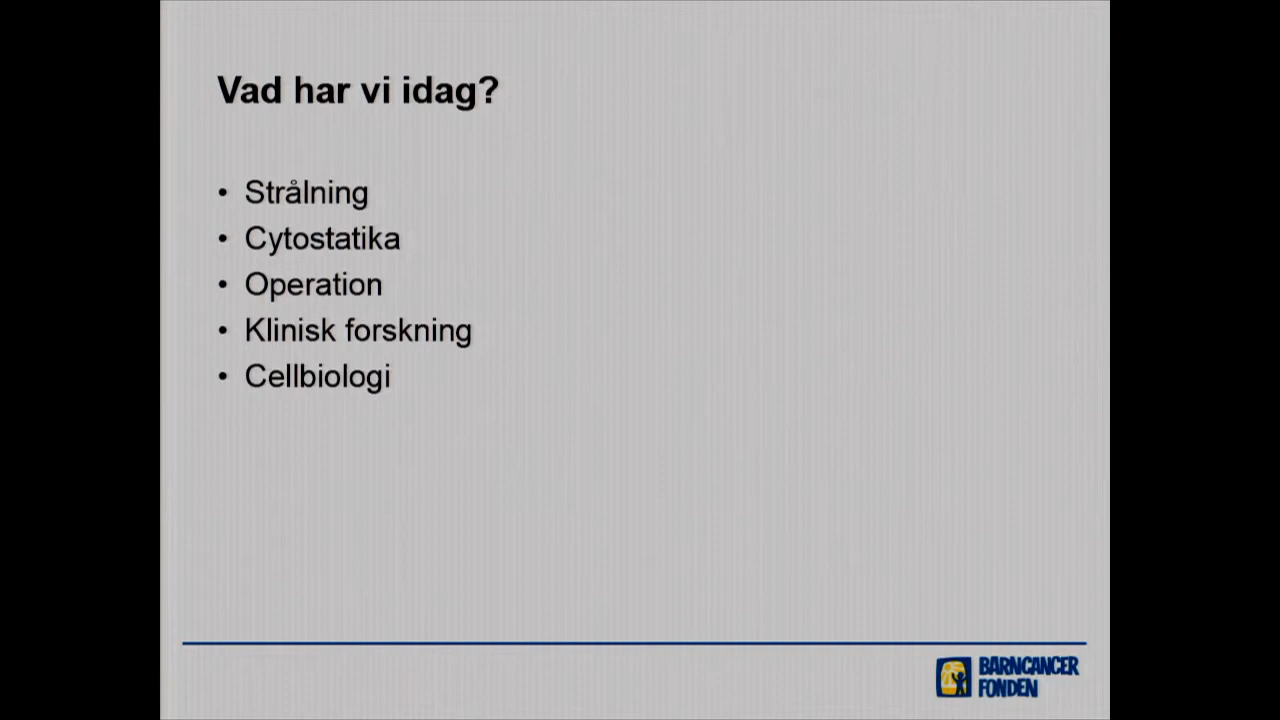 Vad har vi idag?
• Strålning
• Cytostatika
• Operation
• Klinisk forskning
• Cellbiologi
BARNCANCER
FONDEN